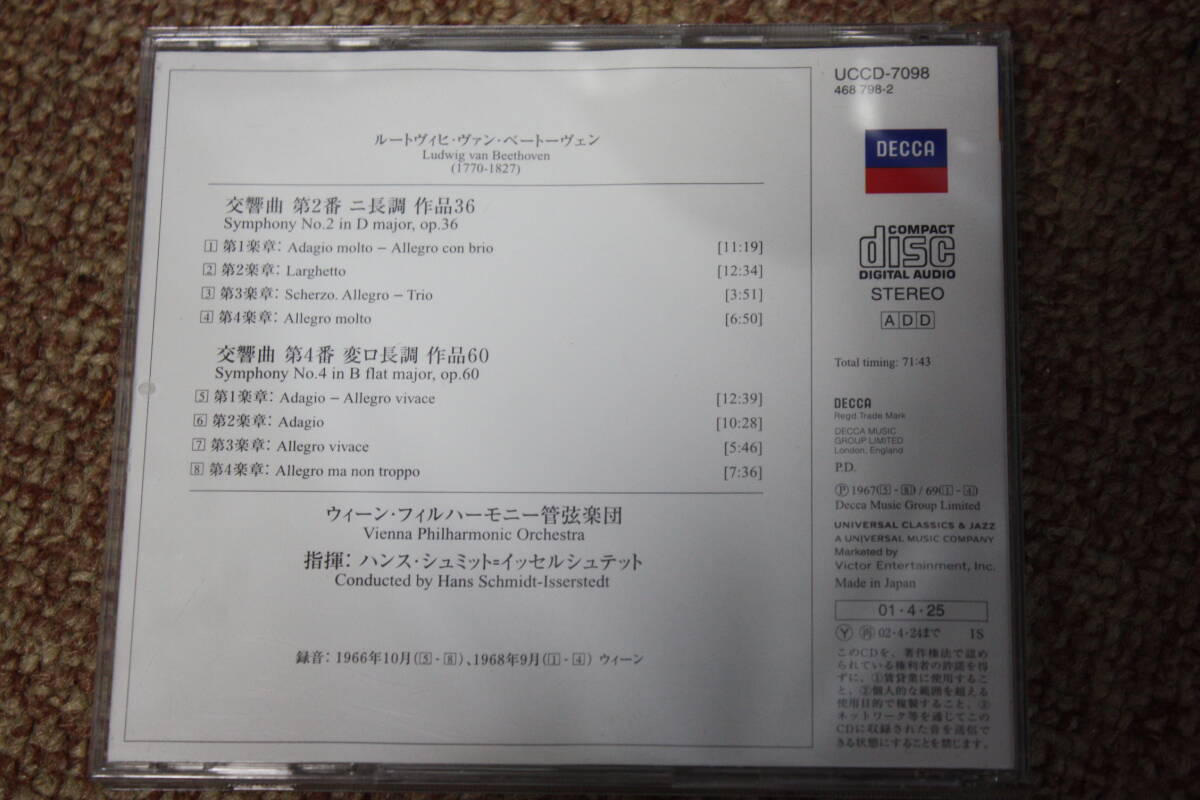 ルートヴィヒ・ヴァン・ベートーヴェン
Ludwig van Beethoven
(1770-1827)
交響曲 第2番 ニ長調 作品36
Symphony No.2 in D major, op.36
1 第1楽章: Adagio molto – Allegro con brio [11:19]
2 第2楽章: Larghetto [12:34]
3 第3楽章: Scherzo. Allegro – Trio [3:51]
4 第4楽章: Allegro molto [6:50]
交響曲 第4番 変ロ長調 作品60
Symphony No.4 in B flat major, op.60
5 第1楽章: Adagio – Allegro vivace [12:39]
6 第2楽章: Adagio [10:28]
7 第3楽章: Allegro vivace [5:46]
8 第4楽章: Allegro ma non troppo [7:36]
ウィーン・フィルハーモニー管弦楽団
Vienna Philharmonic Orchestra
指揮: ハンス・シュミット=イッセルシュテット
Conducted by Hans Schmidt-Isserstedt
録音: 1966年10月(5-8)、1968年9月(1-4) ウィーン
UCCD-7098
468 798-2
DECCA
COMPACT
disc
DIGITAL AUDIO
STEREO
ADD
Total timing: 71:43
DECCA
Regd.Trade Mark
DECCA MUSIC
GROUP LIMITED
London, England
P.D.
Ⓟ 1967(5-8) / 69(1-4)
Decca Music Group Limited
UNIVERSAL CLASSICS & JAZZ
A UNIVERSAL MUSIC COMPANY
Marketed by
Victor Entertainment, Inc.
Made in Japan
01・4・25
Ⓨ 再 02・4・24まで 1S
このCDを、著作権法で認め
られている権利者の許諾を得
ずに、①賃貸業に使用するこ
と、②個人的な範囲を超える
使用目的で複製すること、③
ネットワーク等を通じてこの
CDに収録された音を送信で
きる状態にすることを禁じます。